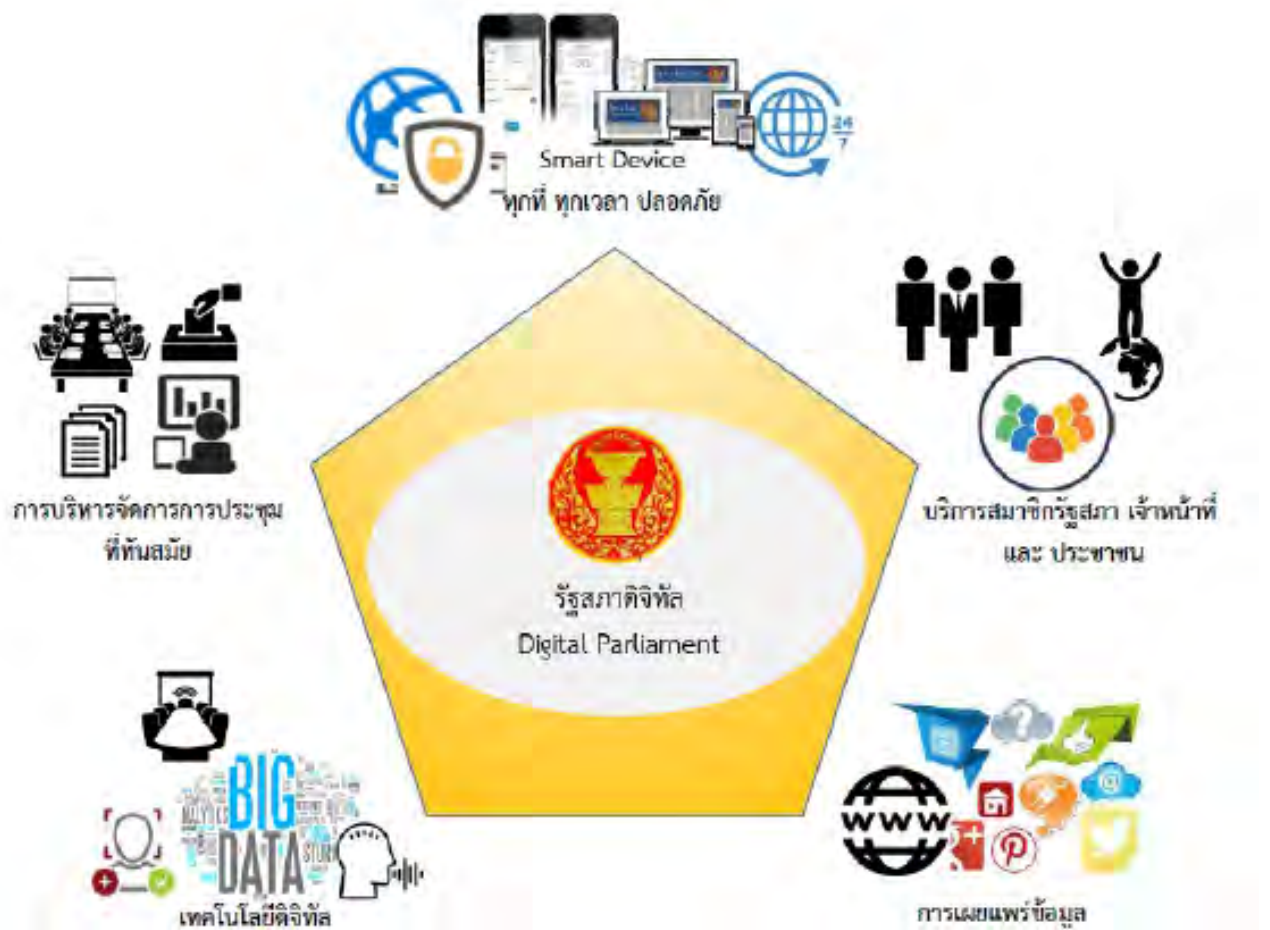 24
7
Smart Device
ทุกที่ ทุกเวลา ปลอดภัย
การบริหารจัดการการประชุม
ที่ทันสมัย
บริการสมาชิกรัฐสภา เจ้าหน้าที่
และ ประชาชน
รัฐสภาดิจิทัล
Digital Parliament
BIG
DATA
WWW
เทคโนโลยีดิจิทัล
การเผยแพร่ข้อมูล